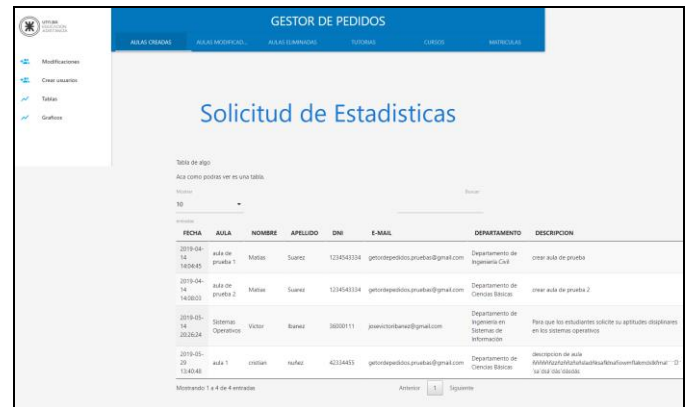 GESTOR DE PEDIDOS
AULAS CREADAS AULAS MODIFICAD... AULAS ELIMINADAS TUTORIAS CURSOS MATRICULAS
Modificaciones
Crear usuarios
Tablas
Graficos
Solicitud de Estadisticas
Tabla de algo
Aca como podras ver es una tabla.
Mostrar
Buscar
10
entradas
FECHA AULA NOMBRE APELLIDO DNI E-MAIL DEPARTAMENTO DESCRIPCION
2019-04-14 14:04:45 aula de prueba 1 Matias Suarez 1234543334 getordepedidos.pruebas@gmail.com Departamento de Ingeniería Civil crear aula de prueba
2019-04-14 14:08:03 aula de prueba 2 Matias Suarez 1234543334 getordepedidos.pruebas@gmail.com Departamento de Ciencias Básicas crear aula de prueba 2
2019-05-14 20:26:24 Sistemas Operativos Victor Ibanez 36000111 josevictoribanez@gmail.com Departamento de Ingeniería en Sistemas de Información Para que los estudiantes solicite su aptitudes disiplinares en los sistemas operativos
2019-05-29 13:40:48 aula 1 cristian nuñez 42334453 getordepedidos.pruebas@gmail.com Departamento de Ciencias Básicas descripcion de aula
Mostrando 1 a 4 de 4 entradas Anterior 1 Siguiente